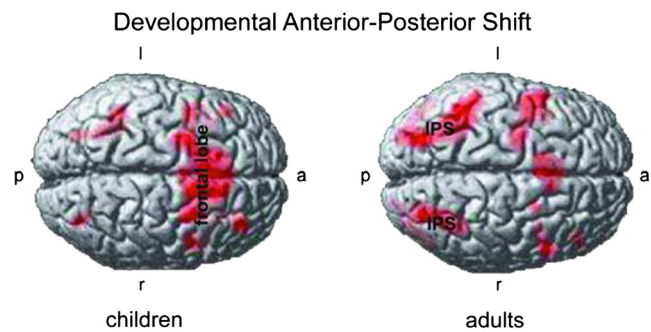 Developmental Anterior-Posterior Shift
l
l
p
frontal lobe
a
p
IPS
IPS
a
r
r
children
adults